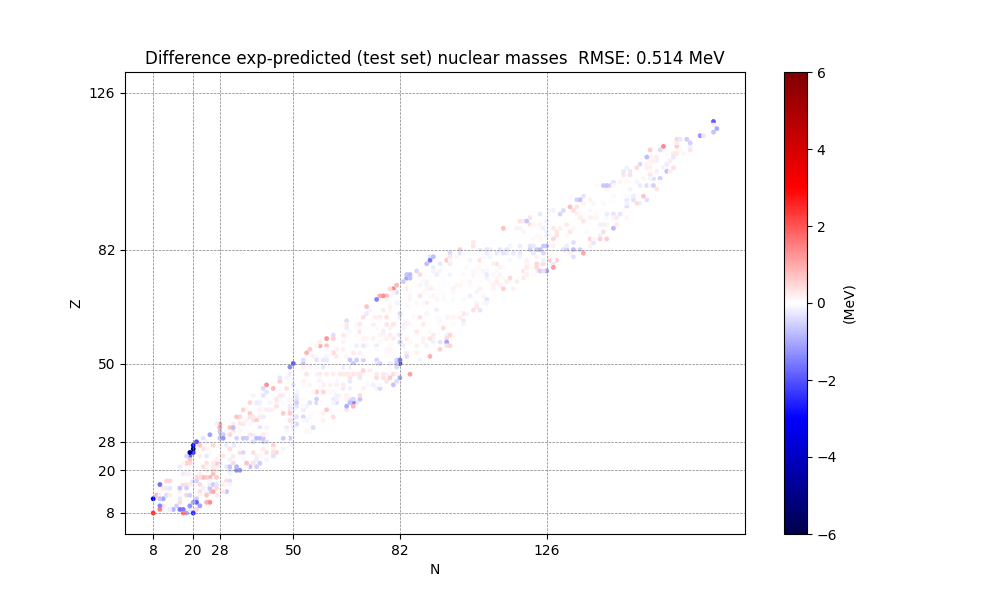 Difference exp-predicted (test set) nuclear masses  RMSE: 0.514 MeV
126
82
50
28
20
8
Z
8 20 28 50 82 126
N
6
4
2
0
−2
−4
−6
(MeV)